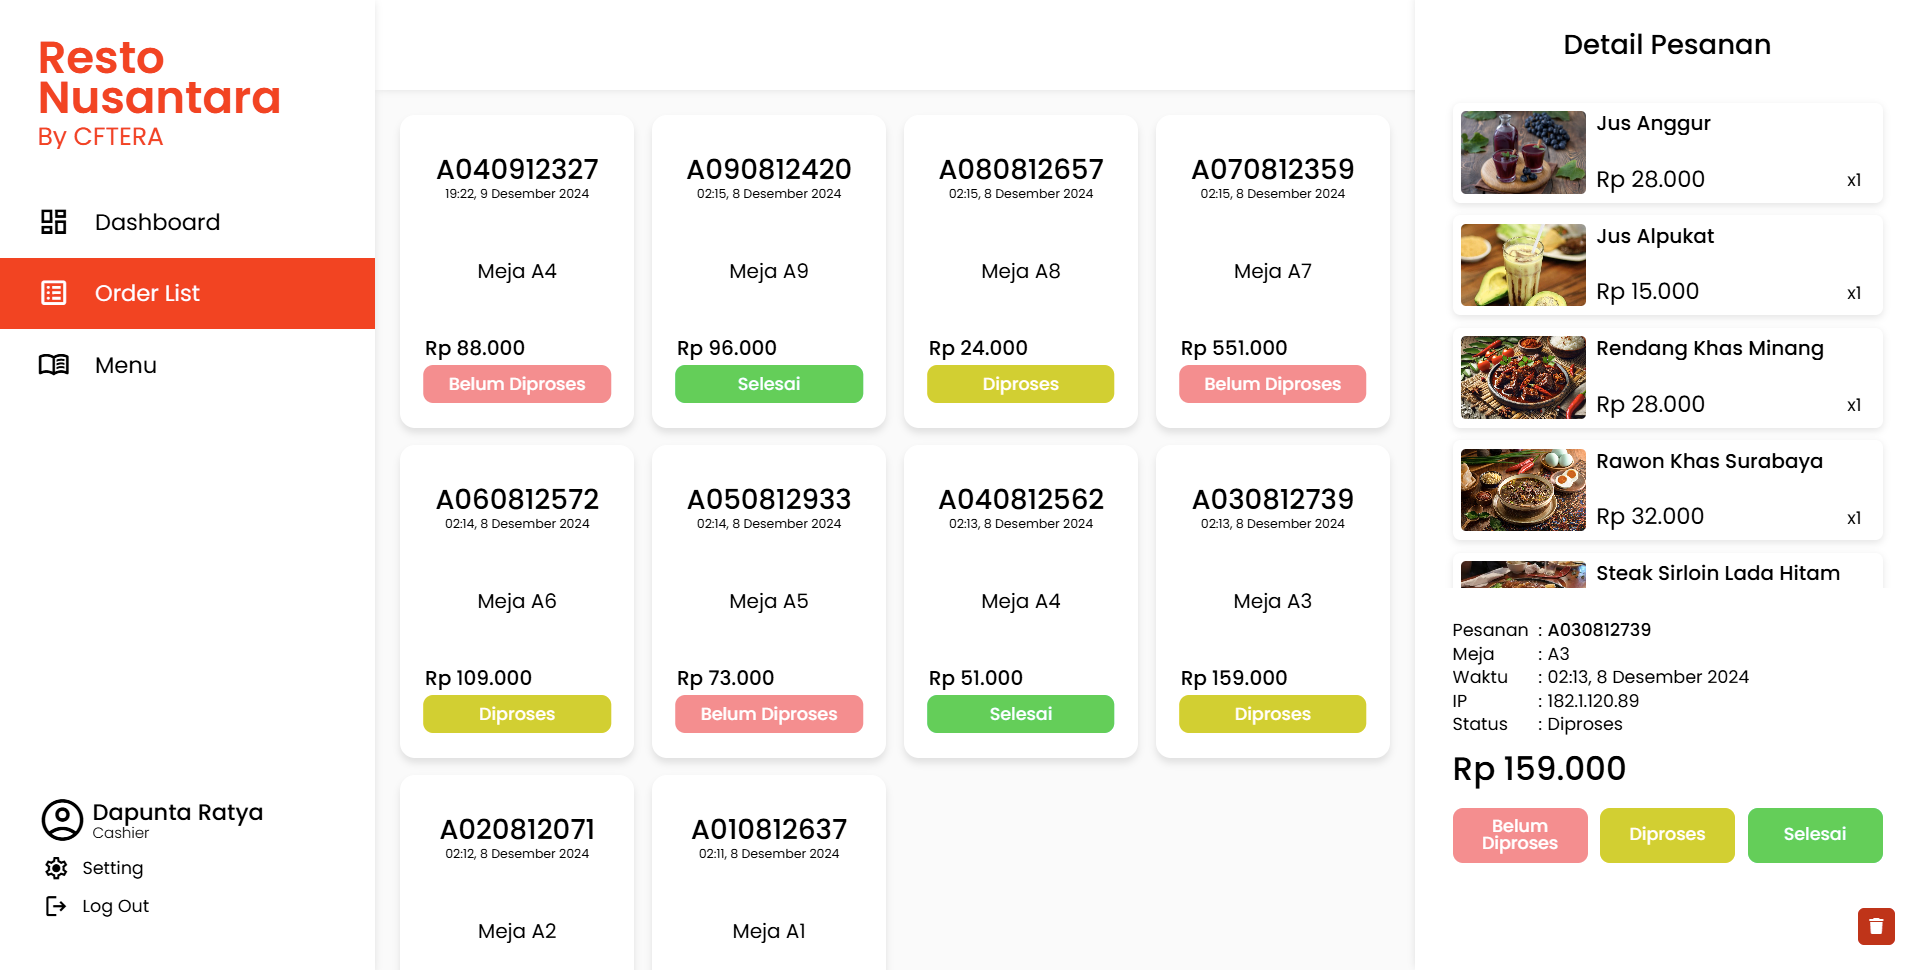 Resto
Nusantara
By CFTERA
Dashboard
Order List
Menu
Dapunta Ratya
Cashier
Setting
Log Out
A040912327
19:22, 9 Desember 2024
Meja A4
Rp 88.000
Belum Diproses
A090812420
02:15, 8 Desember 2024
Meja A9
Rp 96.000
Selesai
A080812657
02:15, 8 Desember 2024
Meja A8
Rp 24.000
Diproses
A070812359
02:15, 8 Desember 2024
Meja A7
Rp 551.000
Belum Diproses
A060812572
02:14, 8 Desember 2024
Meja A6
Rp 109.000
Diproses
A050812933
02:14, 8 Desember 2024
Meja A5
Rp 73.000
Belum Diproses
A040812562
02:13, 8 Desember 2024
Meja A4
Rp 51.000
Selesai
A030812739
02:13, 8 Desember 2024
Meja A3
Rp 159.000
Diproses
A020812071
02:12, 8 Desember 2024
Meja A2
A010812637
02:11, 8 Desember 2024
Meja A1
Detail Pesanan
Jus Anggur
Rp 28.000 x1
Jus Alpukat
Rp 15.000 x1
Rendang Khas Minang
Rp 28.000 x1
Rawon Khas Surabaya
Rp 32.000 x1
Steak Sirloin Lada Hitam
Pesanan : A030812739
Meja : A3
Waktu : 02:13, 8 Desember 2024
IP : 182.1.120.89
Status : Diproses
Rp 159.000
Belum
Diproses
Diproses
Selesai